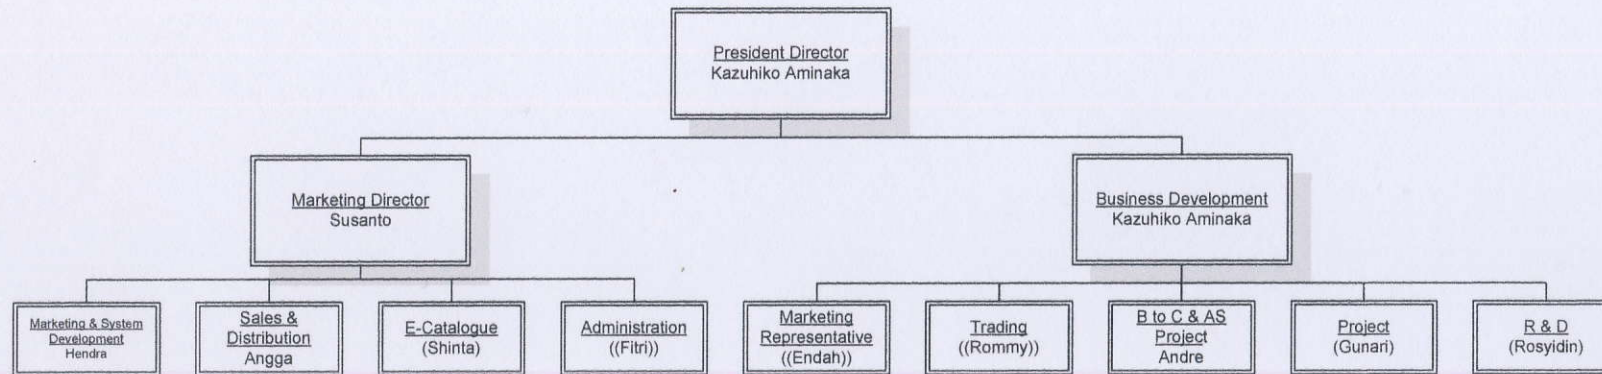 President Director
Kazuhiko Aminaka
Marketing Director
Susanto
Business Development
Kazuhiko Aminaka
Marketing & System
Development
Hendra
Sales &
Distribution
Angga
E-Catalogue
(Shinta)
Administration
((Fitri))
Marketing
Representative
((Endah))
Trading
((Rommy))
B to C & AS
Project
Andre
Project
(Gunari)
R & D
(Rosyidin)